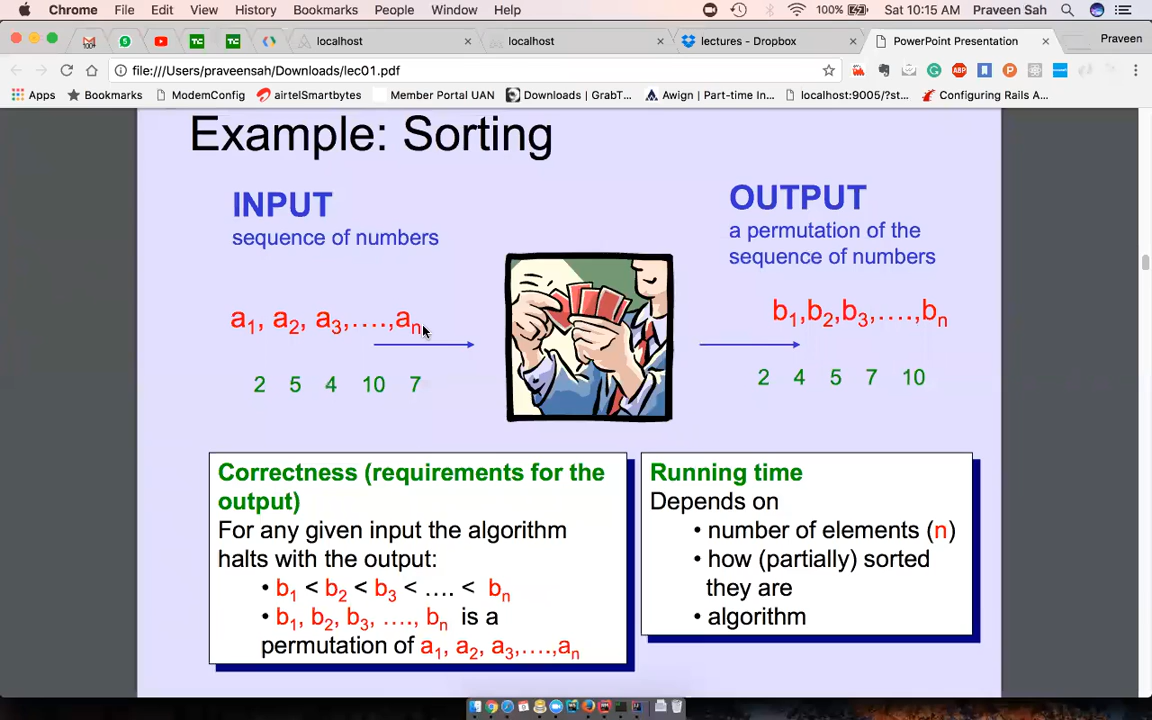 Chrome File Edit View History Bookmarks People Window Help 100% Sat 10:15 AM Praveen Sah
localhost localhost lectures - Dropbox PowerPoint Presentation Praveen
file:///Users/praveensah/Downloads/lec01.pdf
Apps Bookmarks ModemConfig airtelSmartbytes Member Portal UAN Downloads | GrabT... Awign | Part-time In... localhost:9005/?st... Configuring Rails A...
Example: Sorting
INPUT
sequence of numbers
OUTPUT
a permutation of the
sequence of numbers
a1, a2, a3,....,an
b1,b2,b3,....,bn
2 5 4 10 7
2 4 5 7 10
Correctness (requirements for the
output)
For any given input the algorithm
halts with the output:
• b1 < b2 < b3 < .... < bn
• b1, b2, b3, ...., bn is a
permutation of a1, a2, a3,....,an
Running time
Depends on
• number of elements (n)
• how (partially) sorted
they are
• algorithm